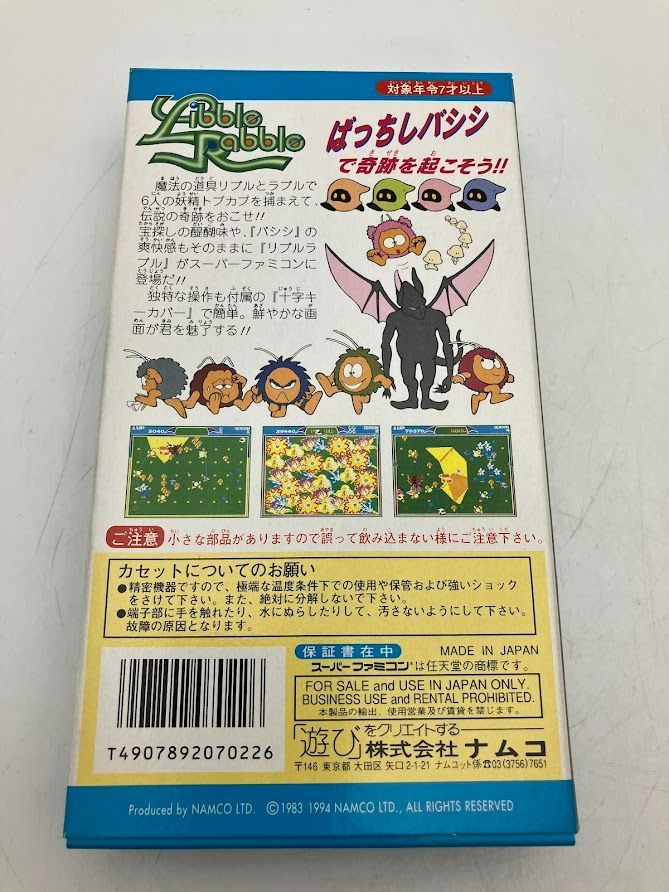 対象年令7才以上
Libble
Rabble
ばっちしバシシ
で奇跡を起こそう!!
魔法の道具リブルとラブルで
6人の妖精トプカプを捕まえて、
伝説の奇跡をおこせ!!
宝探しの醍醐味や、『バシシ』の
爽快感もそのままに『リブルラ
ブル』がスーパーファミコンに
登場だ!!
独特な操作も付属の『十字キ
ーカバー』で簡単。鮮やかな画
面が君を魅了する!!
ご注意 小さな部品がありますので誤って飲み込まない様にご注意下さい。
カセットについてのお願い
●精密機器ですので、極端な温度条件下での使用や保管および強いショック
をさけて下さい。また、絶対に分解しないで下さい。
●端子部に手を触れたり、水にぬらしたりして、汚さないようにして下さい。
故障の原因となります。
保証書在中
MADE IN JAPAN
スーパーファミコンは任天堂の商標です。
FOR SALE and USE IN JAPAN ONLY.
BUSINESS USE and RENTAL PROHIBITED.
本製品の輸出、使用営業及び賃貸を禁じます。
T4907892070226
「遊び」をクリエイトする
株式会社 ナムコ
〒146 東京都 大田区 矢口2-1-21 ナムコット係☎03(3756)7651
Produced by NAMCO LTD. ©1983 1994 NAMCO LTD., ALL RIGHTS RESERVED